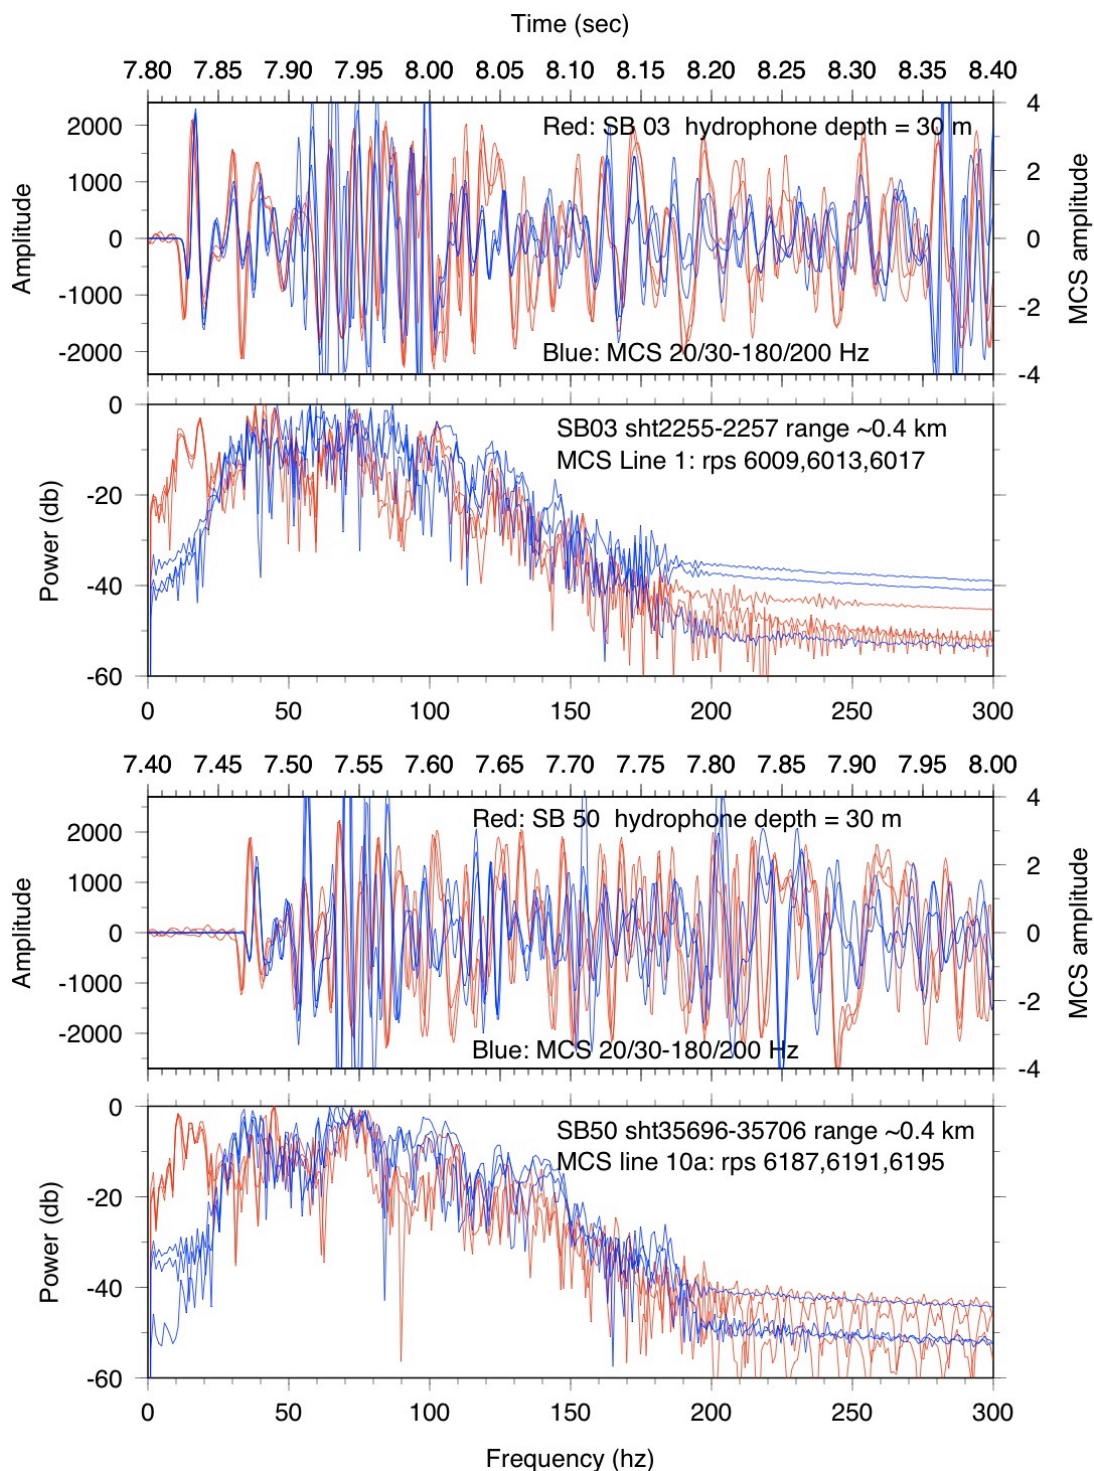 Time (sec)
7.80 7.85 7.90 7.95 8.00 8.05 8.10 8.15 8.20 8.25 8.30 8.35 8.40
Red: SB 03 hydrophone depth = 30 m
2000
1000
0
-1000
-2000
Amplitude
4
2
0
-2
-4
MCS amplitude
Blue: MCS 20/30-180/200 Hz
0
-20
-40
-60
Power (db)
SB03 sht2255-2257 range ~0.4 km
MCS Line 1: rps 6009,6013,6017
0 50 100 150 200 250 300
7.40 7.45 7.50 7.55 7.60 7.65 7.70 7.75 7.80 7.85 7.90 7.95 8.00
Red: SB 50 hydrophone depth = 30 m
2000
1000
0
-1000
-2000
Amplitude
4
2
0
-2
-4
MCS amplitude
Blue: MCS 20/30-180/200 Hz
0
-20
-40
-60
Power (db)
SB50 sht35696-35706 range ~0.4 km
MCS line 10a: rps 6187,6191,6195
0 50 100 150 200 250 300
Frequency (hz)